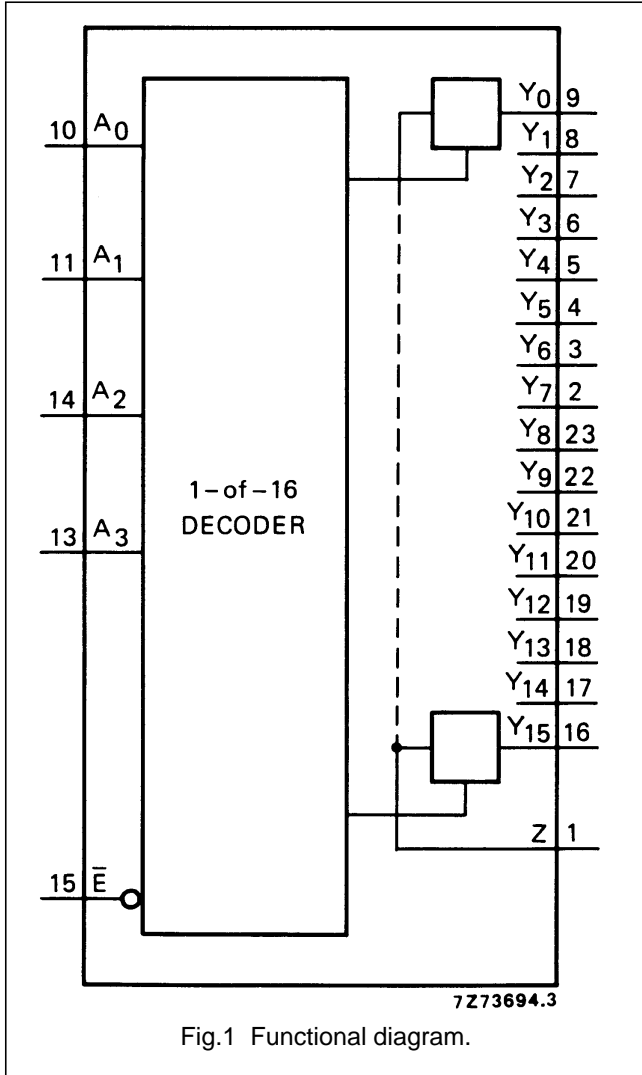 Y0 9
10 A0
Y1 8
Y2 7
Y3 6
11 A1
Y4 5
Y5 4
Y6 3
Y7 2
14 A2
Y8 23
Y9 22
1-of-16
DECODER
Y10 21
13 A3
Y11 20
Y12 19
Y13 18
Y14 17
Y15 16
Z 1
15 E̅
7Z73694.3
Fig.1 Functional diagram.